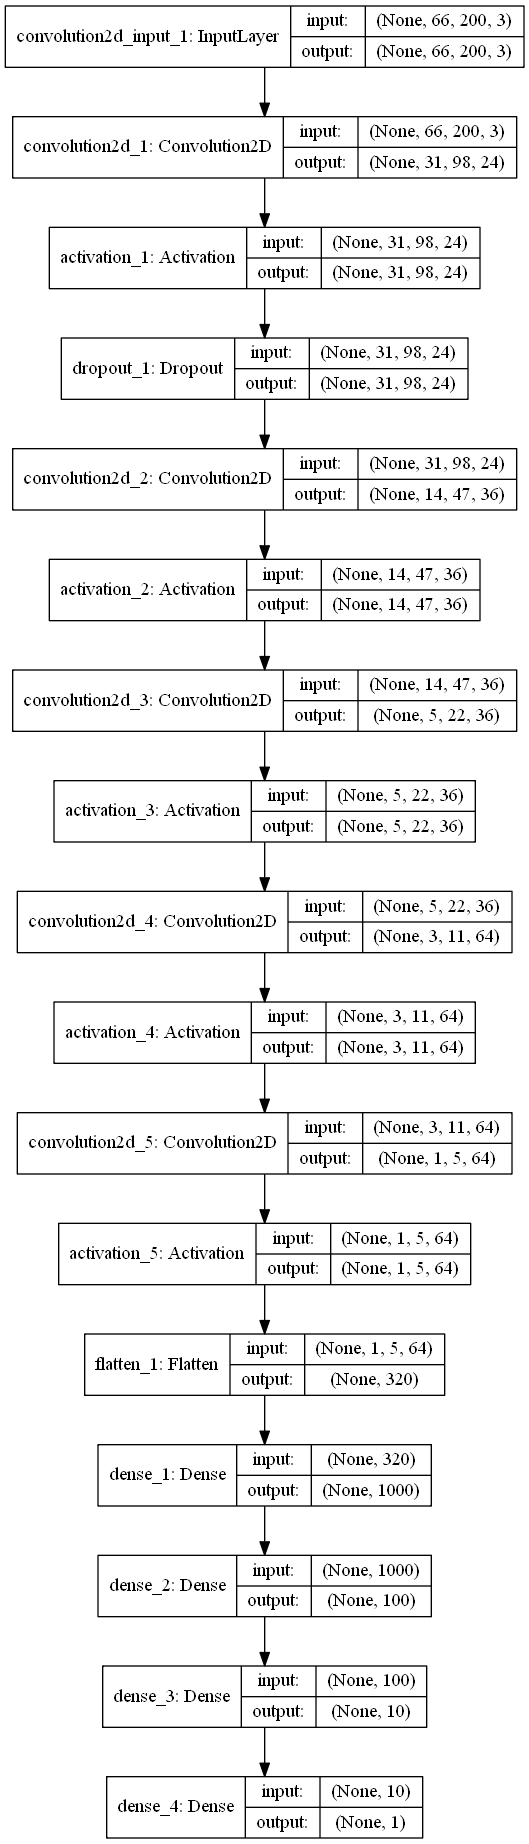 convolution2d_input_1: InputLayer input: (None, 66, 200, 3)
output: (None, 66, 200, 3)
convolution2d_1: Convolution2D input: (None, 66, 200, 3)
output: (None, 31, 98, 24)
activation_1: Activation input: (None, 31, 98, 24)
output: (None, 31, 98, 24)
dropout_1: Dropout input: (None, 31, 98, 24)
output: (None, 31, 98, 24)
convolution2d_2: Convolution2D input: (None, 31, 98, 24)
output: (None, 14, 47, 36)
activation_2: Activation input: (None, 14, 47, 36)
output: (None, 14, 47, 36)
convolution2d_3: Convolution2D input: (None, 14, 47, 36)
output: (None, 5, 22, 36)
activation_3: Activation input: (None, 5, 22, 36)
output: (None, 5, 22, 36)
convolution2d_4: Convolution2D input: (None, 5, 22, 36)
output: (None, 3, 11, 64)
activation_4: Activation input: (None, 3, 11, 64)
output: (None, 3, 11, 64)
convolution2d_5: Convolution2D input: (None, 3, 11, 64)
output: (None, 1, 5, 64)
activation_5: Activation input: (None, 1, 5, 64)
output: (None, 1, 5, 64)
flatten_1: Flatten input: (None, 1, 5, 64)
output: (None, 320)
dense_1: Dense input: (None, 320)
output: (None, 1000)
dense_2: Dense input: (None, 1000)
output: (None, 100)
dense_3: Dense input: (None, 100)
output: (None, 10)
dense_4: Dense input: (None, 10)
output: (None, 1)